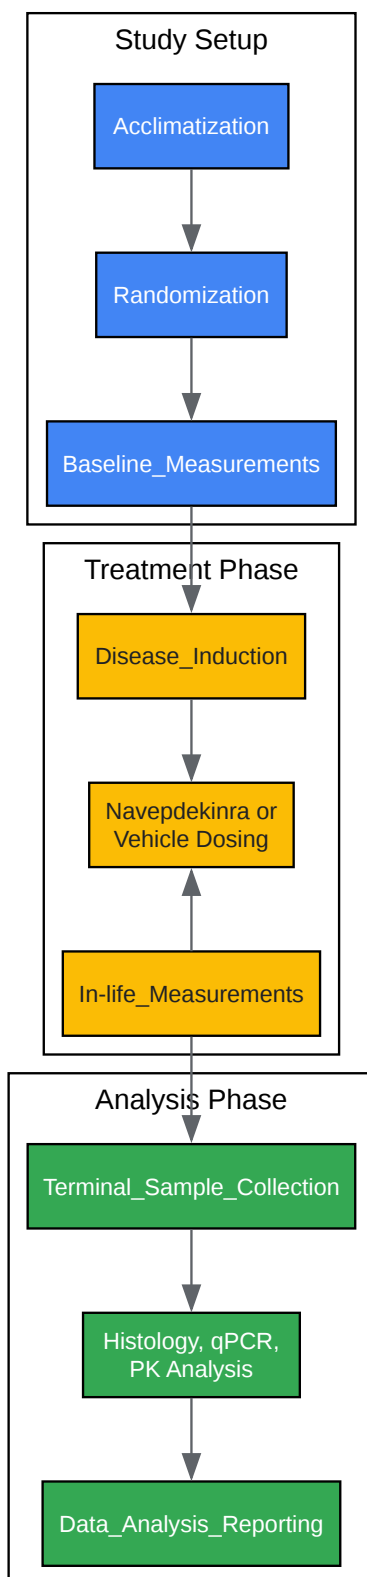 Study Setup
Acclimatization
Randomization
Baseline_Measurements
Treatment Phase
Disease_Induction
Navepdekinra or
Vehicle Dosing
In-life_Measurements
Analysis Phase
Terminal_Sample_Collection
Histology, qPCR,
PK Analysis
Data_Analysis_Reporting